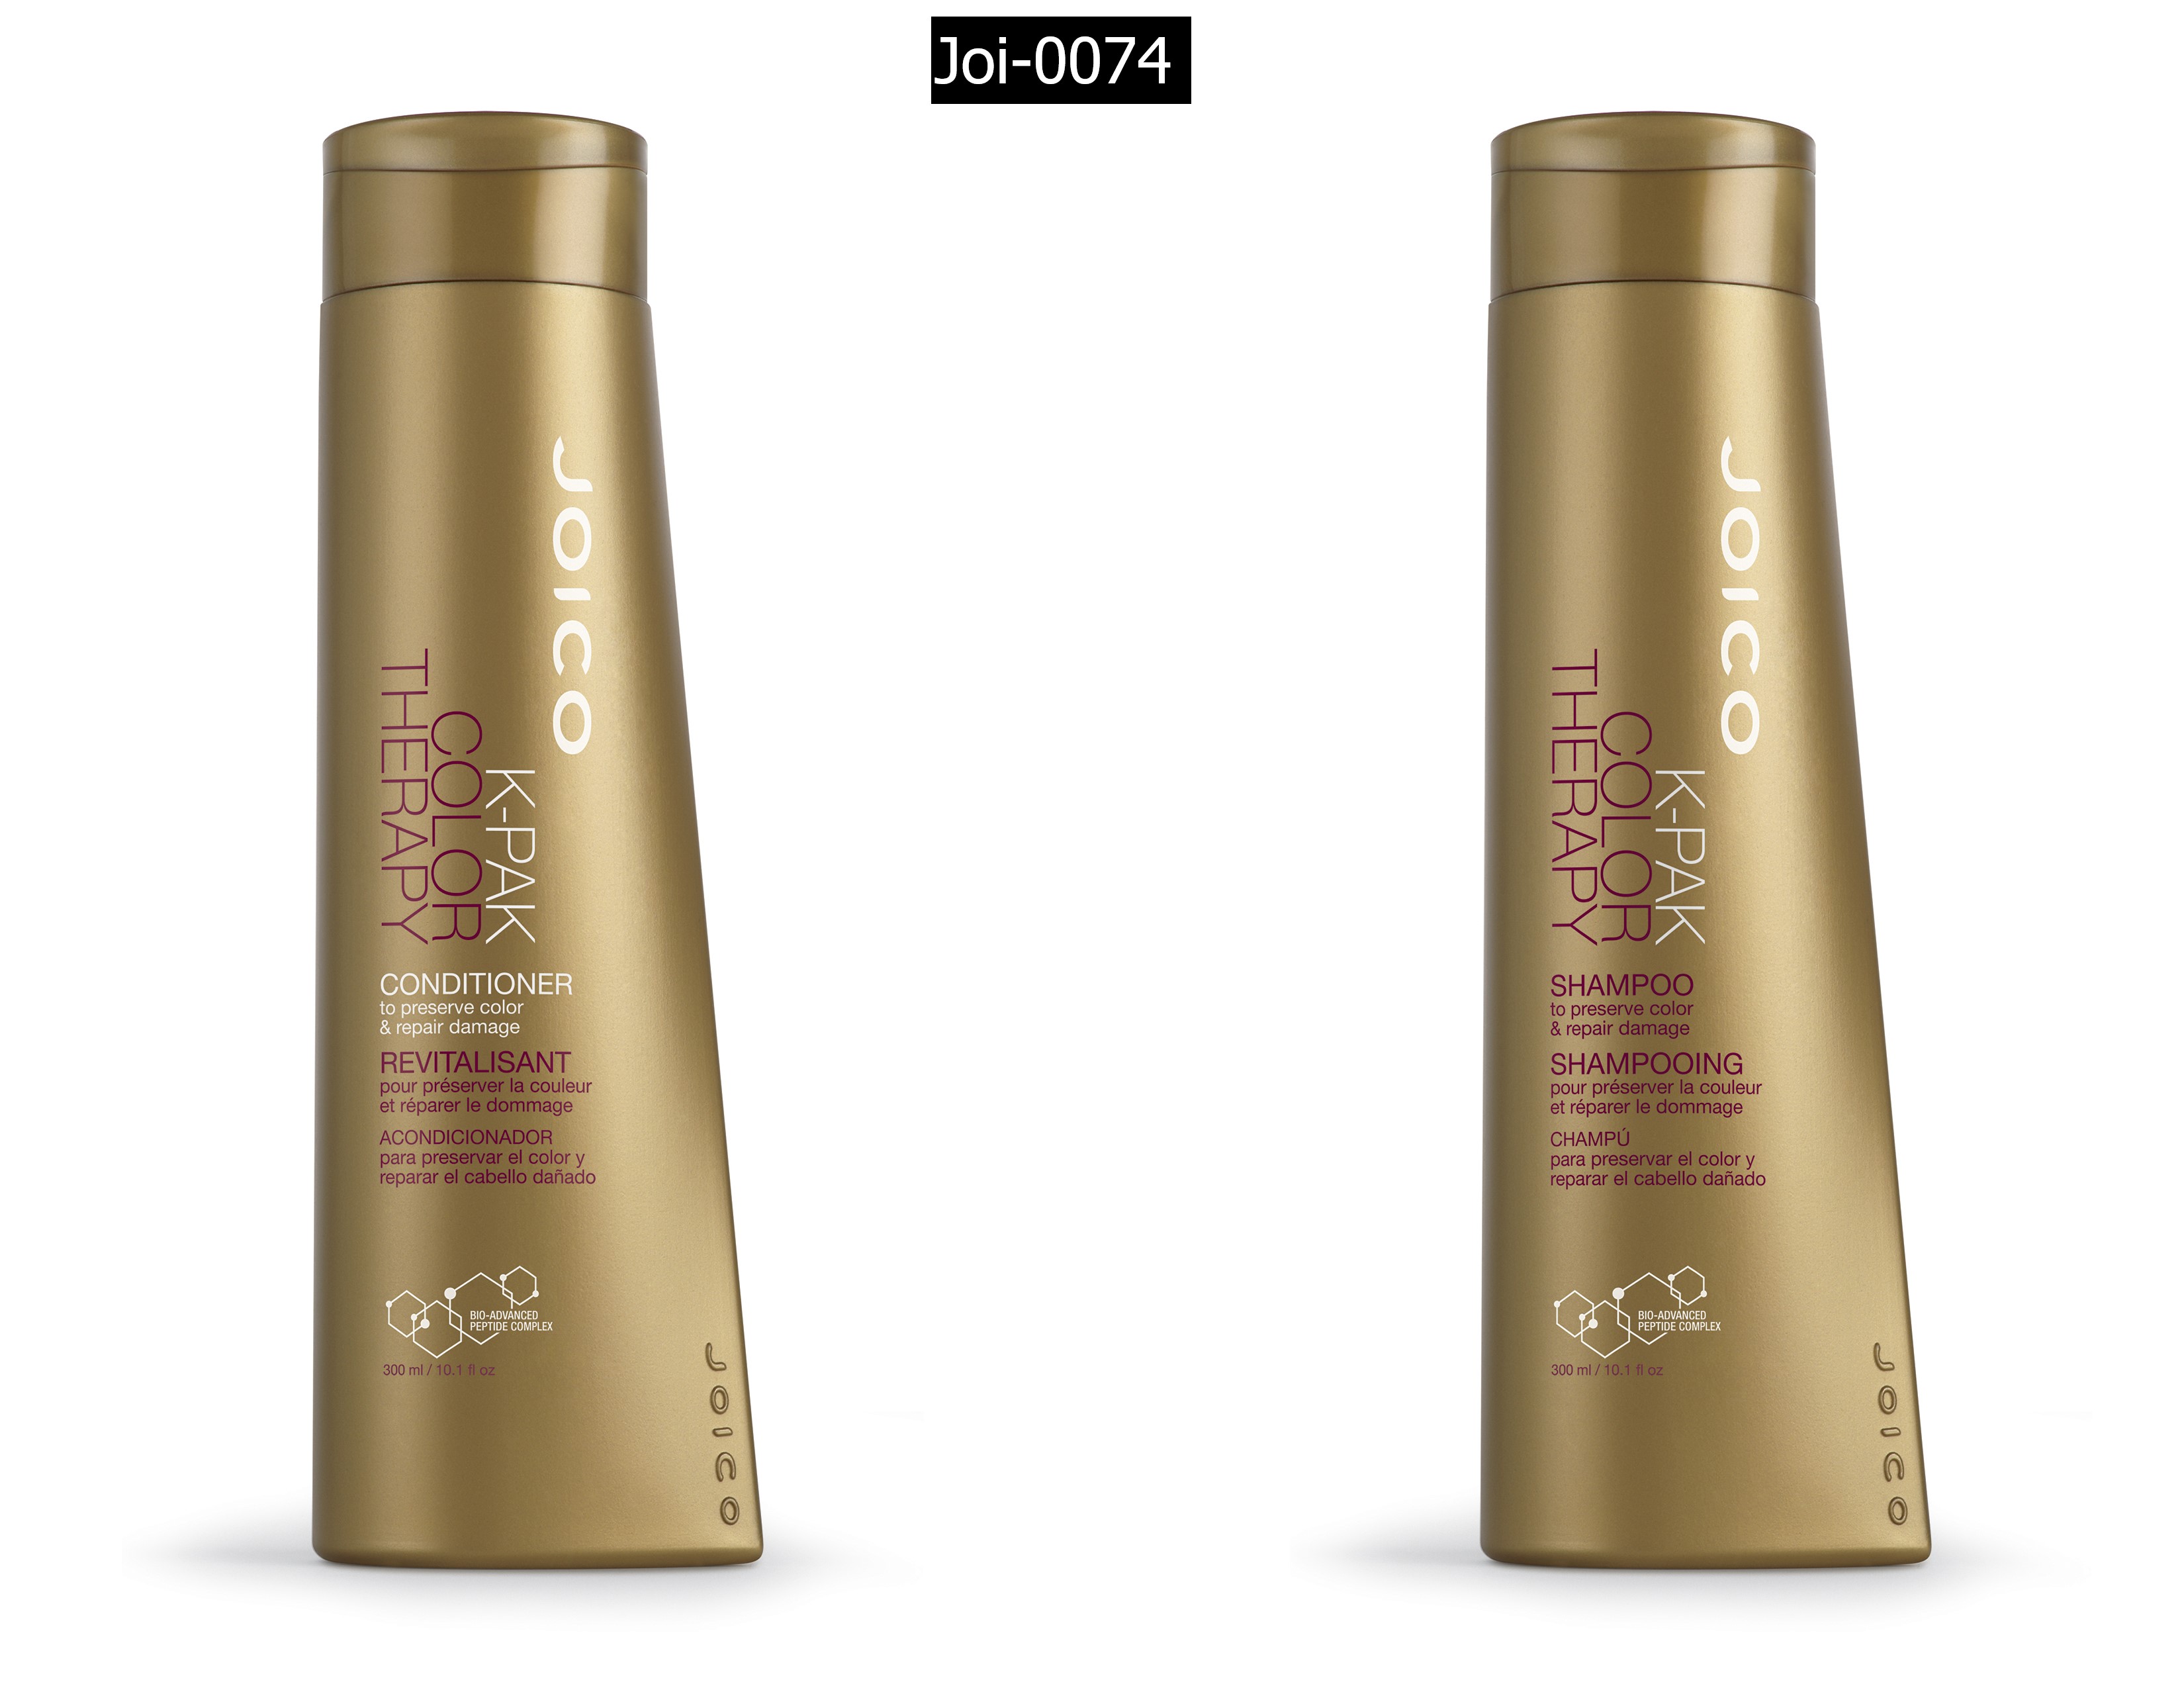 Joi-0074
JOICO
K-PAK
COLOR
THERAPY
CONDITIONER
to preserve color
& repair damage
REVITALISANT
pour préserver la couleur
et réparer le dommage
ACONDICIONADOR
para preservar el color y
reparar el cabello dañado
BIO-ADVANCED
PEPTIDE COMPLEX
300 ml / 10.1 fl oz
JOICO
JOICO
K-PAK
COLOR
THERAPY
SHAMPOO
to preserve color
& repair damage
SHAMPOOING
pour préserver la couleur
et réparer le dommage
CHAMPÚ
para preservar el color y
reparar el cabello dañado
BIO-ADVANCED
PEPTIDE COMPLEX
300 ml / 10.1 fl oz
JOICO